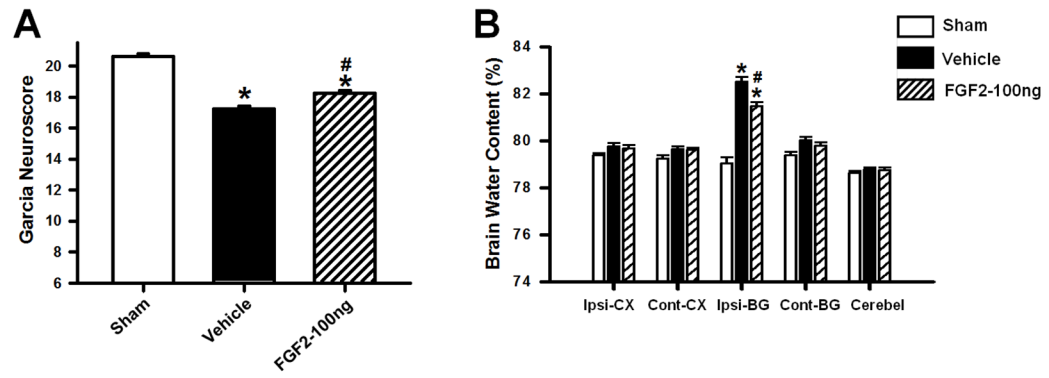 A
Garcia Neuroscore
20
18
16
14
12
10
8
6
*
#
*
Sham
Vehicle
FGF2-100ng
B
Brain Water Content (%)
84
82
80
78
76
74
*
#
*
Ipsi-CX
Cont-CX
Ipsi-BG
Cont-BG
Cerebel
Sham
Vehicle
FGF2-100ng